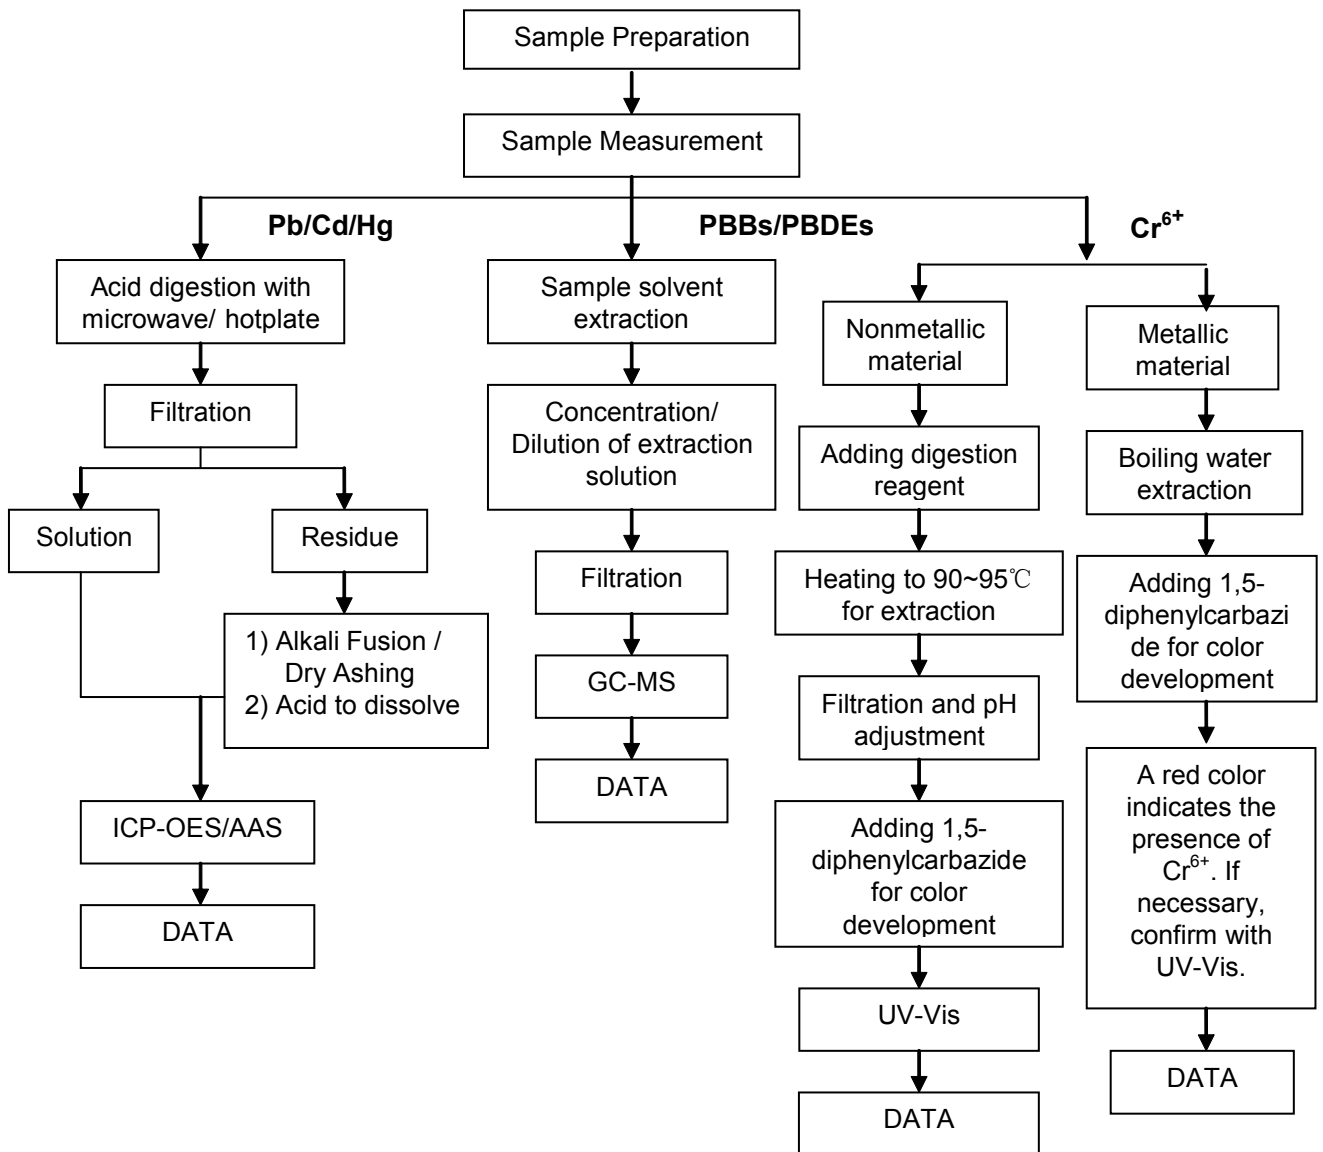 Sample Preparation
Sample Measurement
Pb/Cd/Hg
PBBs/PBDEs
Cr⁶⁺
Acid digestion with
microwave/ hotplate
Filtration
Solution
Residue
1) Alkali Fusion /
Dry Ashing
2) Acid to dissolve
ICP-OES/AAS
DATA
Sample solvent
extraction
Concentration/
Dilution of extraction
solution
Filtration
GC-MS
DATA
Nonmetallic
material
Adding digestion
reagent
Heating to 90~95℃
for extraction
Filtration and pH
adjustment
Adding 1,5-
diphenylcarbazide
for color
development
UV-Vis
DATA
Metallic
material
Boiling water
extraction
Adding 1,5-
diphenylcarbazi
de for color
development
A red color
indicates the
presence of
Cr⁶⁺. If
necessary,
confirm with
UV-Vis.
DATA